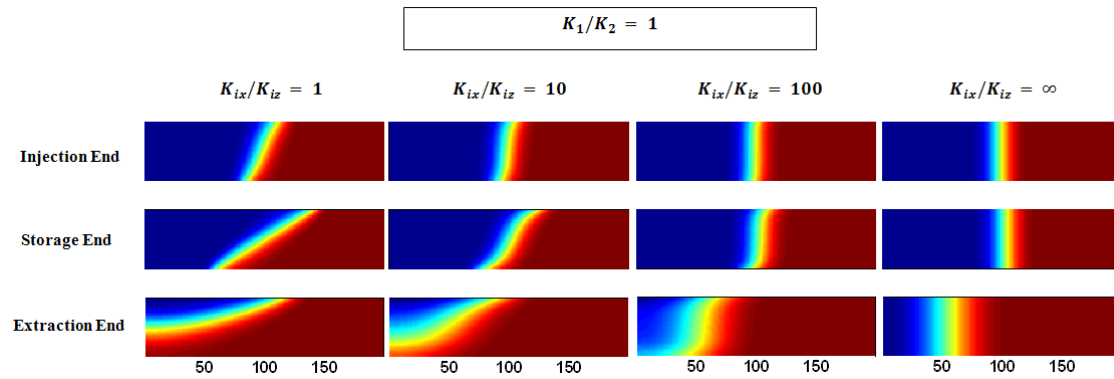 K₁/K₂ = 1
Kᵢₓ/Kᵢz = 1 Kᵢₓ/Kᵢz = 10 Kᵢₓ/Kᵢz = 100 Kᵢₓ/Kᵢz = ∞
Injection End
Storage End
Extraction End
50 100 150 50 100 150 50 100 150 50 100 150